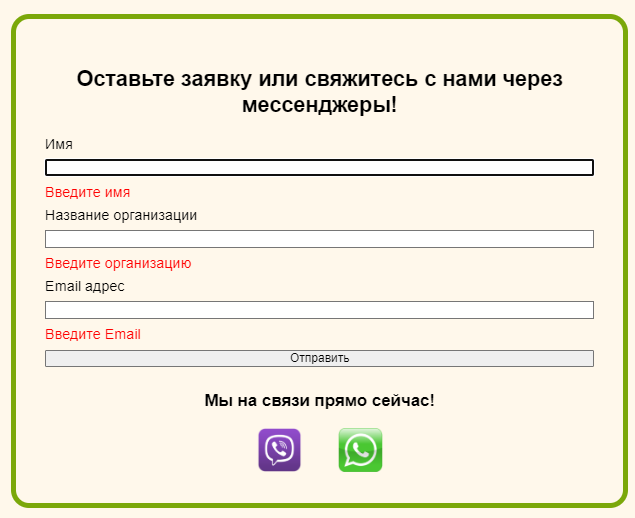 Оставьте заявку или свяжитесь с нами через
мессенджеры!
Имя
Введите имя
Название организации
Введите организацию
Email адрес
Введите Email
Отправить
Мы на связи прямо сейчас!